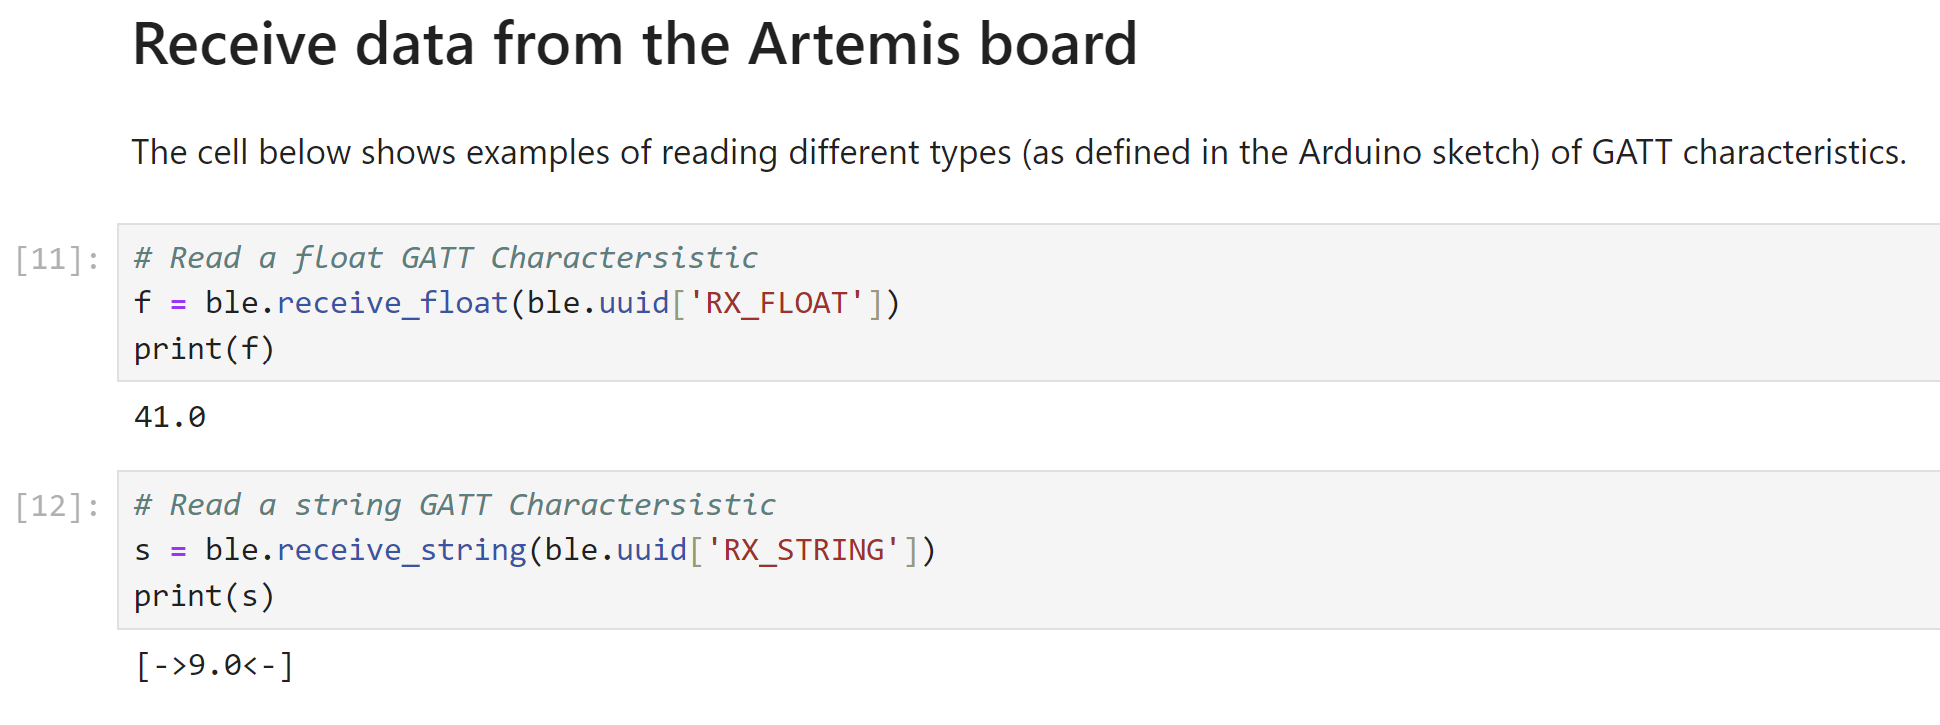 Receive data from the Artemis board
The cell below shows examples of reading different types (as defined in the Arduino sketch) of GATT characteristics.
[11]: # Read a float GATT Charactersistic
f = ble.receive_float(ble.uuid['RX_FLOAT'])
print(f)
41.0
[12]: # Read a string GATT Charactersistic
s = ble.receive_string(ble.uuid['RX_STRING'])
print(s)
[->9.0<-]